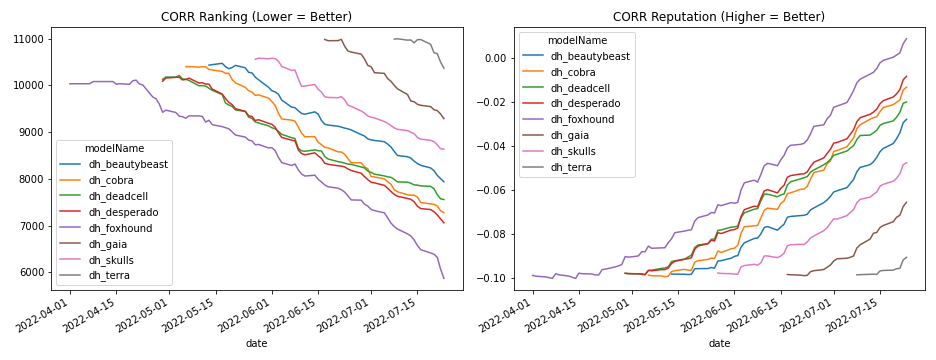 CORR Ranking (Lower = Better)
11000
10000
9000
8000
7000
6000
modelName
dh_beautybeast
dh_cobra
dh_deadcell
dh_desperado
dh_foxhound
dh_gaia
dh_skulls
dh_terra
2022-04-01
2022-04-15
2022-05-01
2022-05-15
2022-06-01
2022-06-15
2022-07-01
2022-07-15
date
CORR Reputation (Higher = Better)
0.00
−0.02
−0.04
−0.06
−0.08
−0.10
modelName
dh_beautybeast
dh_cobra
dh_deadcell
dh_desperado
dh_foxhound
dh_gaia
dh_skulls
dh_terra
2022-04-01
2022-04-15
2022-05-01
2022-05-15
2022-06-01
2022-06-15
2022-07-01
2022-07-15
date